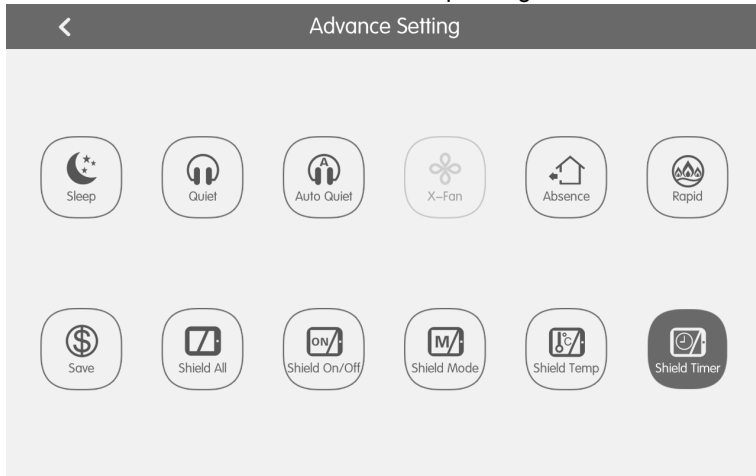 Advance Setting
Sleep
Quiet
A
Auto Quiet
X-Fan
Absence
Rapid
$
Save
Shield All
ON
Shield On/Off
M
Shield Mode
°C
Shield Temp
Shield Timer